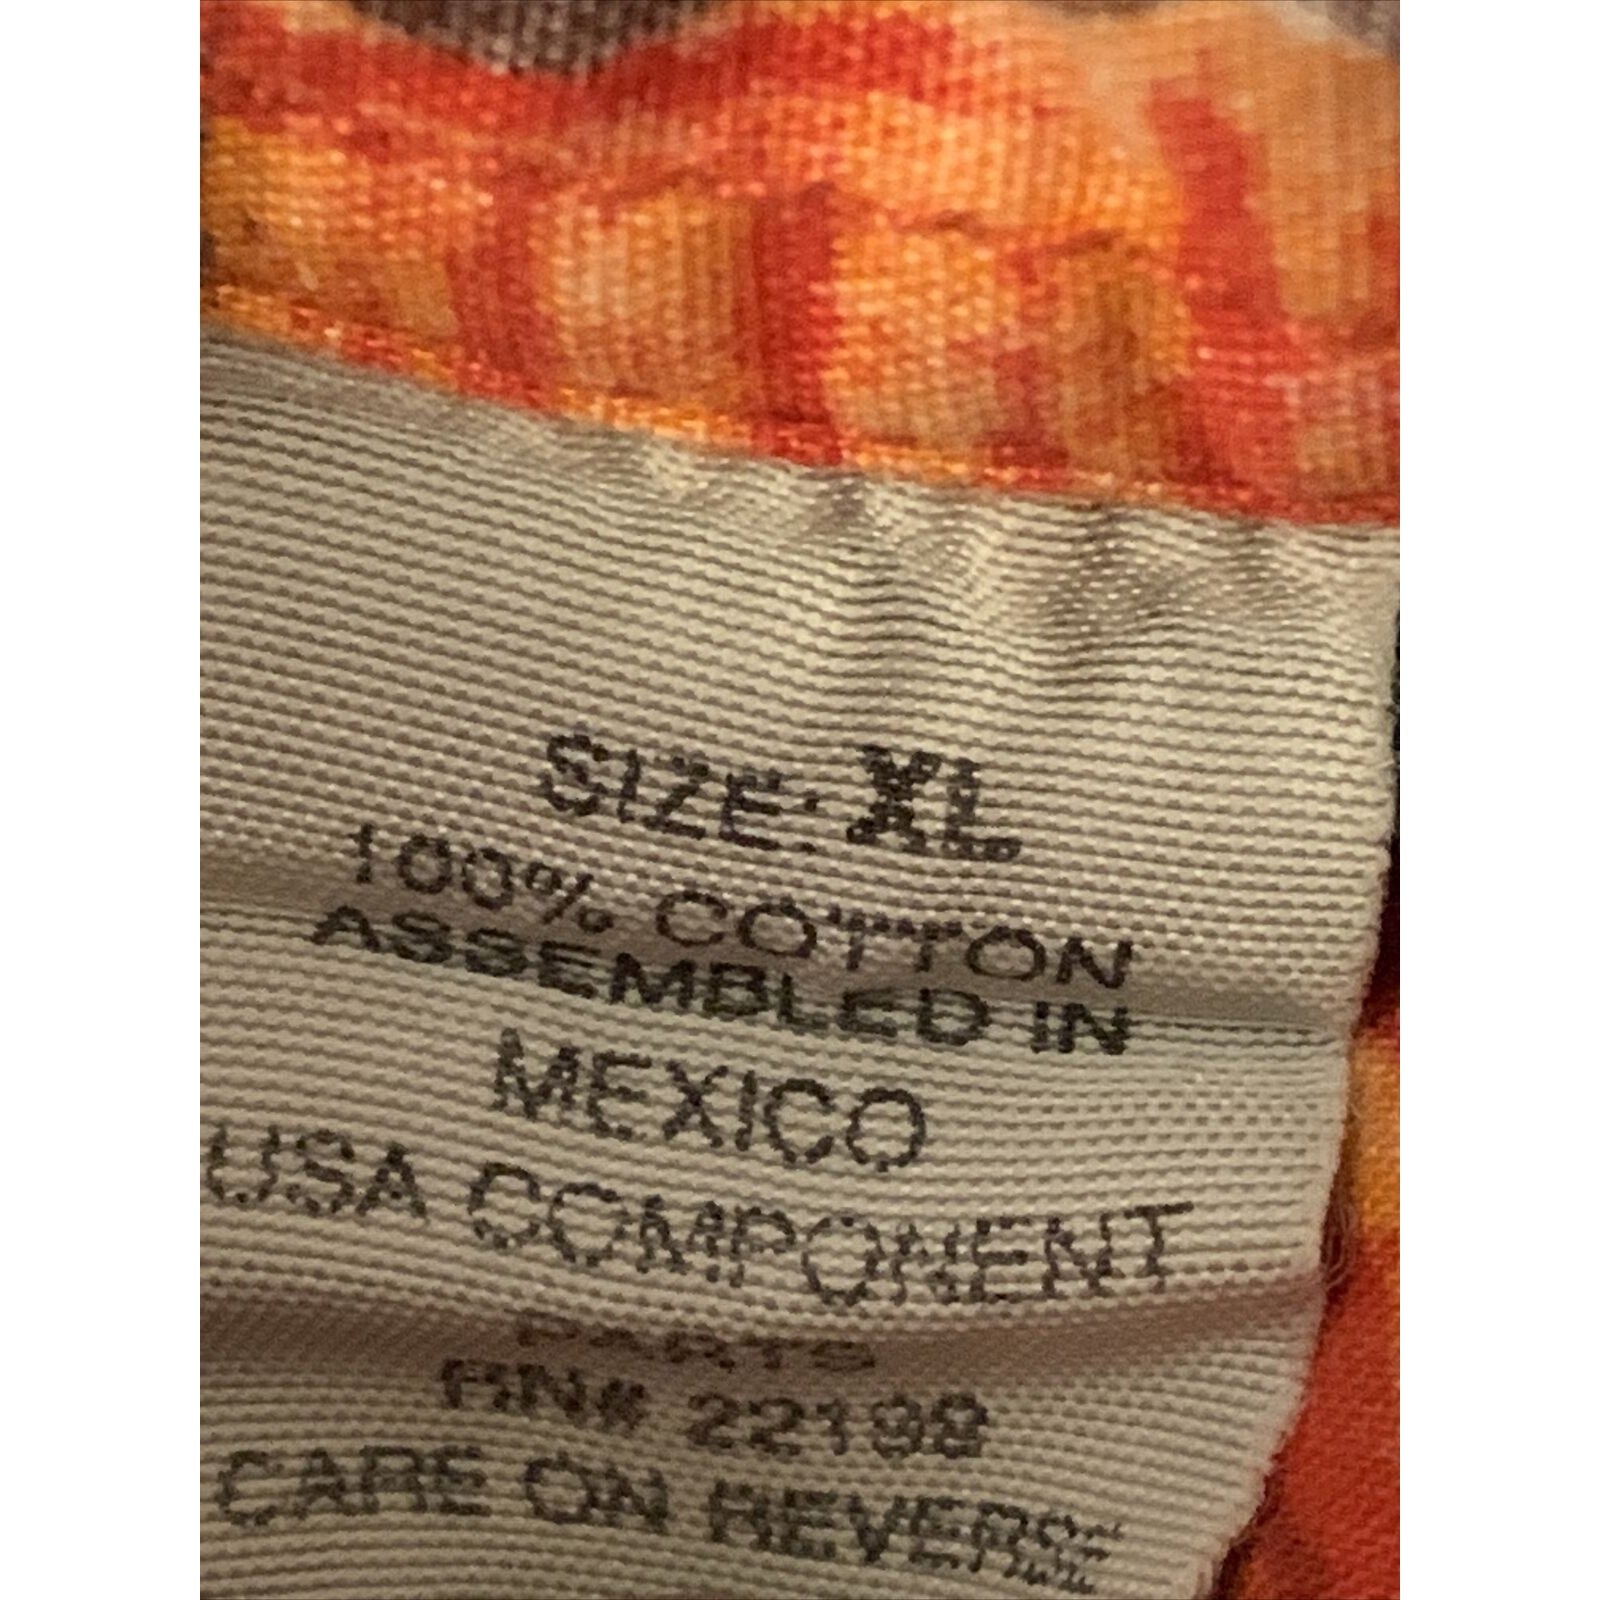 SIZE: XL
100% COTTON
ASSEMBLED IN
MEXICO
USA COMPONENT
PARTS
RN# 22198
CARE ON REVERSE